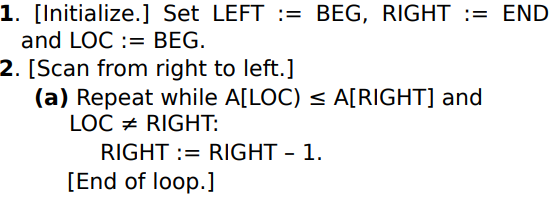 1. [Initialize.] Set LEFT := BEG, RIGHT := END
and LOC := BEG.
2. [Scan from right to left.]
(a) Repeat while A[LOC) ≤ A[RIGHT] and
LOC ≠ RIGHT:
RIGHT := RIGHT – 1.
[End of loop.]